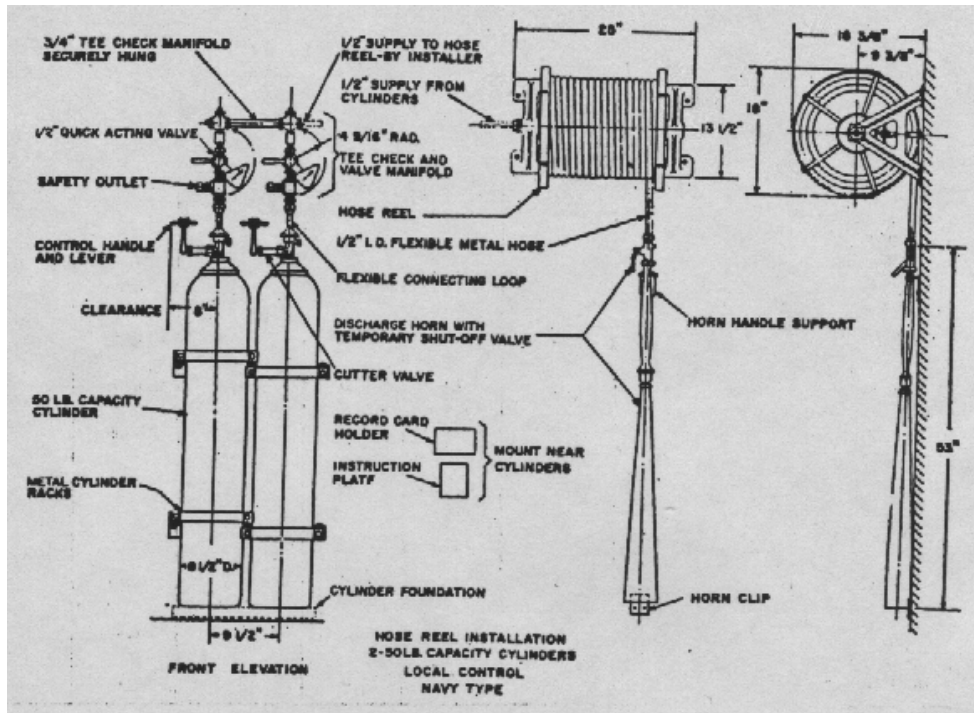 3/4" TEE CHECK MANIFOLD
SECURELY HUNG
1/2" SUPPLY TO HOSE
REEL-BY INSTALLER
1/2" SUPPLY FROM
CYLINDERS
1/2" QUICK ACTING VALVE
4 9/16" RAD.
TEE CHECK AND
VALVE MANIFOLD
SAFETY OUTLET
CONTROL HANDLE
AND LEVER
CLEARANCE
FLEXIBLE CONNECTING LOOP
DISCHARGE HORN WITH
TEMPORARY SHUT-OFF VALVE
CUTTER VALVE
50 LB. CAPACITY
CYLINDER
RECORD CARD
HOLDER
INSTRUCTION
MOUNT NEAR
CYLINDERS
METAL CYLINDER
RACKS
8 1/2" D.
CYLINDER FOUNDATION
9 1/2"
FRONT ELEVATION
HOSE REEL
1/2" I.D. FLEXIBLE METAL HOSE
13 1/2"
HORN HANDLE SUPPORT
HORN CLIP
9 3/8"
53"
HOSE REEL INSTALLATION
2-50LB. CAPACITY CYLINDERS
LOCAL CONTROL
NAVY TYPE